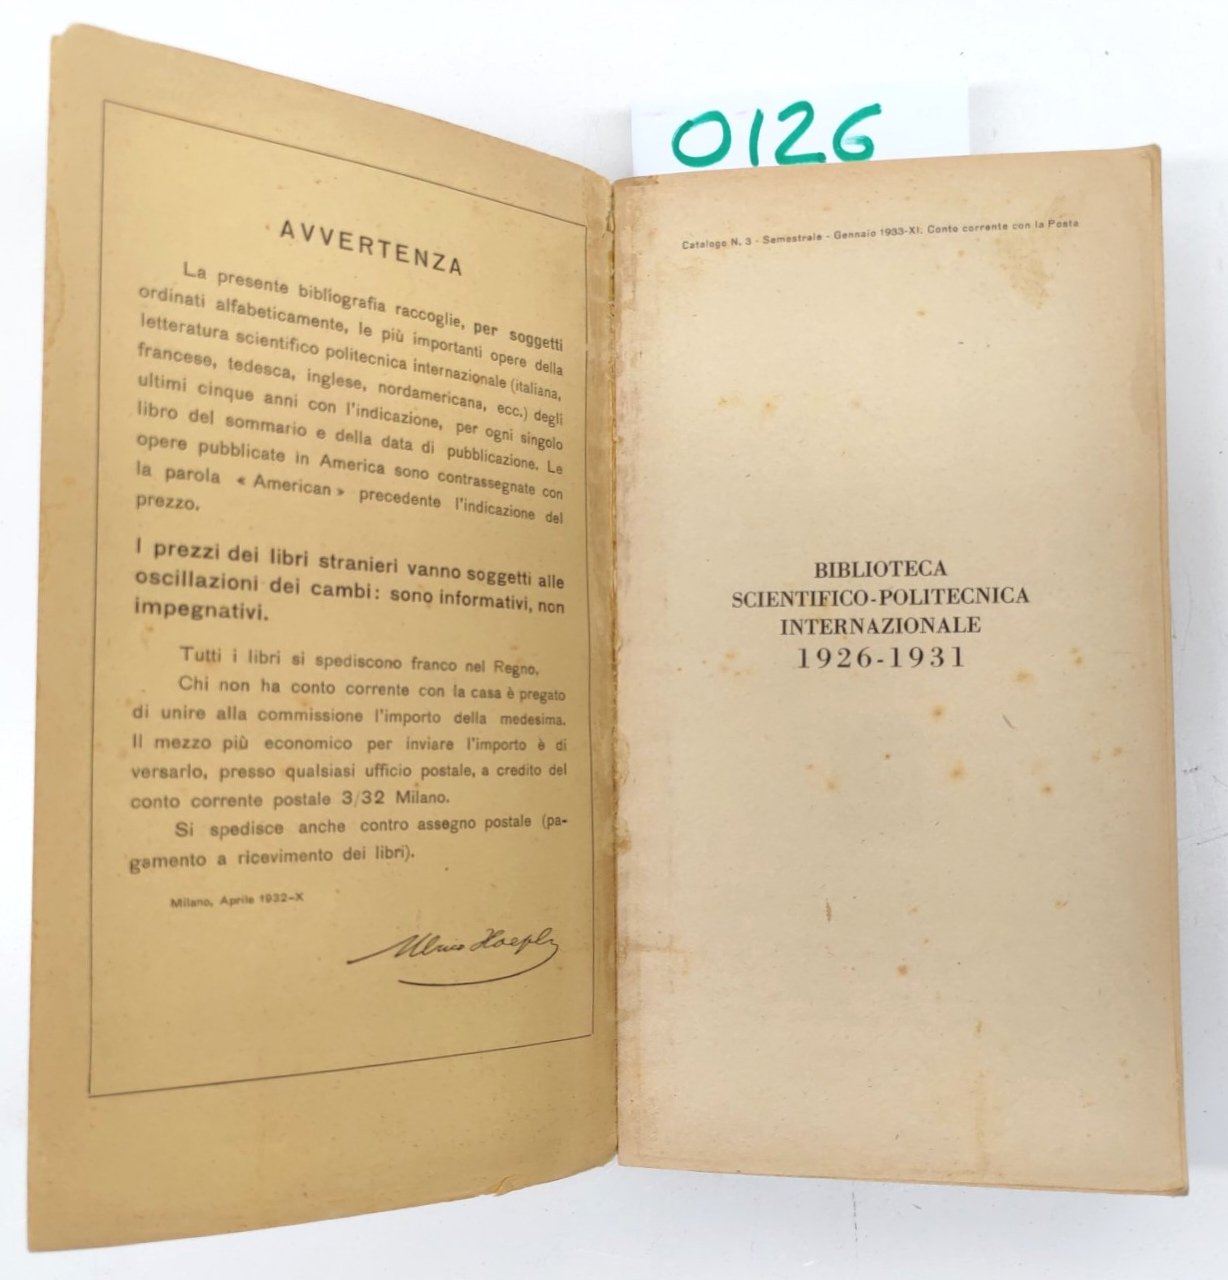 0126
AVVERTENZA
La presente bibliografia raccoglie, per soggetti
ordinati alfabeticamente, le più importanti opere della
letteratura scientifico politecnica internazionale (italiana,
francese, tedesca, inglese, nordamericana, ecc.) degli
ultimi cinque anni con l'indicazione, per ogni singolo
libro del sommario e della data di pubblicazione. Le
opere pubblicate in America sono contrassegnate con
la parola « American » precedente l'indicazione del
prezzo.
I prezzi dei libri stranieri vanno soggetti alle
oscillazioni dei cambi: sono informativi, non
impegnativi.
Tutti i libri si spediscono franco nel Regno.
Chi non ha conto corrente con la casa è pregato
di unire alla commissione l'importo della medesima.
Il mezzo più economico per inviare l'importo è di
versarlo, presso qualsiasi ufficio postale, a credito del
conto corrente postale 3/32 Milano.
Si spedisce anche contro assegno postale (pa-
gamento a ricevimento dei libri).
Milano, Aprile 1932-X
Ulrico Hoepli
Catalogo N. 3 - Semestrale - Gennaio 1933-XI. Conto corrente con la Posta
BIBLIOTECA
SCIENTIFICO-POLITECNICA
INTERNAZIONALE
1926-1931